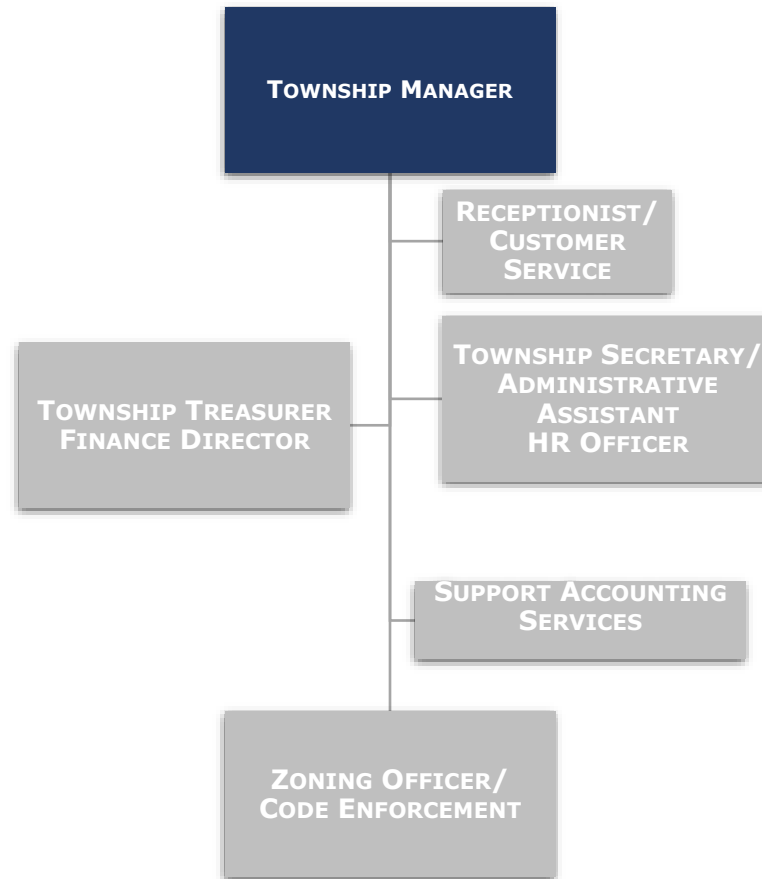 TOWNSHIP MANAGER
RECEPTIONIST/
CUSTOMER
SERVICE
TOWNSHIP SECRETARY/
ADMINISTRATIVE
ASSISTANT
HR OFFICER
TOWNSHIP TREASURER
FINANCE DIRECTOR
SUPPORT ACCOUNTING
SERVICES
ZONING OFFICER/
CODE ENFORCEMENT